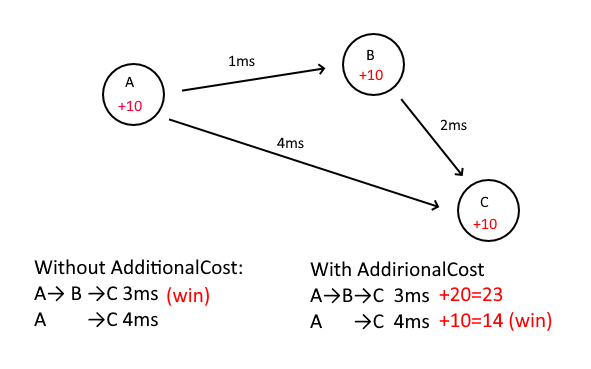 A
+10
1ms
B
+10
2ms
4ms
C
+10
Without AdditionalCost:
A→ B →C 3ms (win)
A →C 4ms
With AddirionalCost
A→B→C 3ms +20=23
A →C 4ms +10=14 (win)